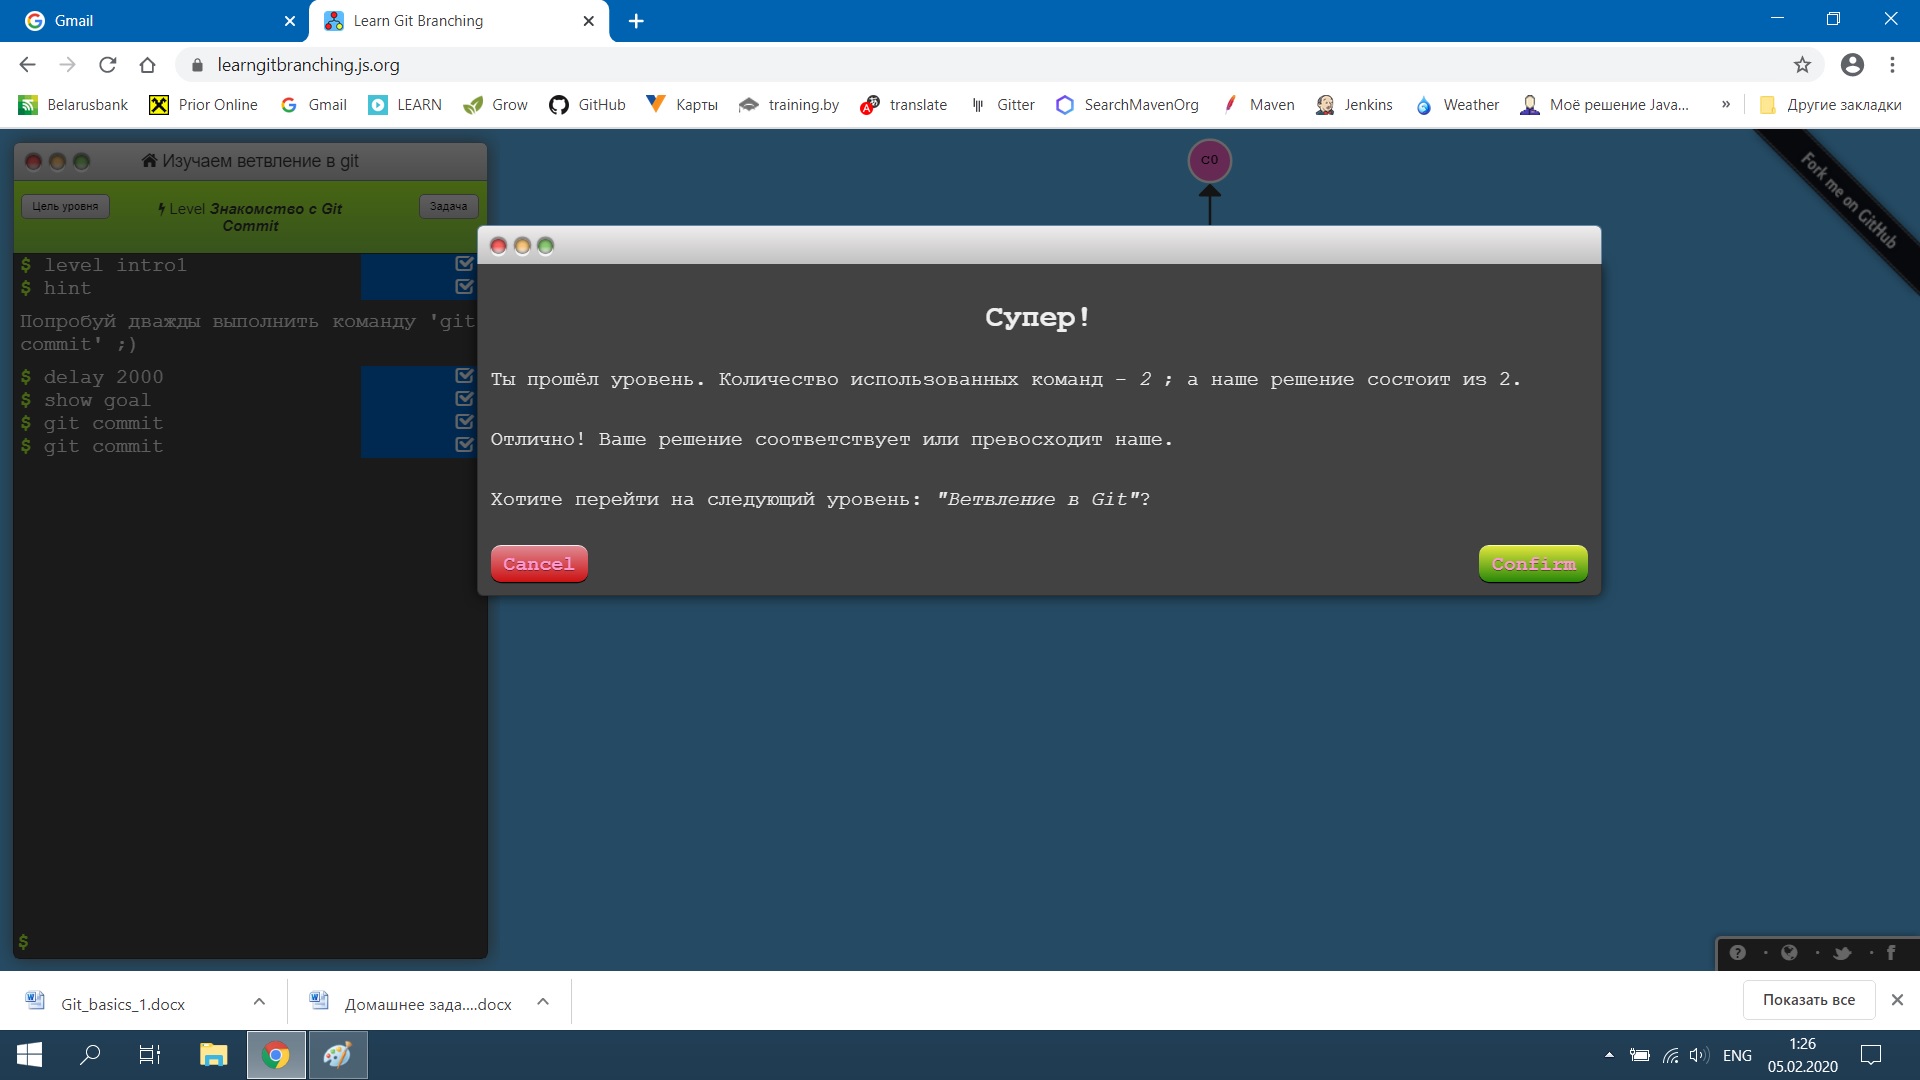 Gmail
Learn Git Branching
learngitbranching.js.org
Belarusbank
Prior Online
Gmail
LEARN
Grow
GitHub
Карты
training.by
translate
Gitter
SearchMavenOrg
Maven
Jenkins
Weather
Моё решение Java...
»
Другие закладки
Изучаем ветвление в git
Цель уровня
Level Знакомство с Git
Commit
Задача
$ level intro1
$ hint
Попробуй дважды выполнить команду 'git
commit' ;)
$ delay 2000
$ show goal
$ git commit
$ git commit
$
C0
Fork me on GitHub
Супер!
Ты прошёл уровень. Количество использованных команд – 2 ; а наше решение состоит из 2.
Отлично! Ваше решение соответствует или превосходит наше.
Хотите перейти на следующий уровень: "Ветвление в Git"?
Cancel
Confirm
Git_basics_1.docx
Домашнее зада....docx
Показать все
ENG
1:26
05.02.2020